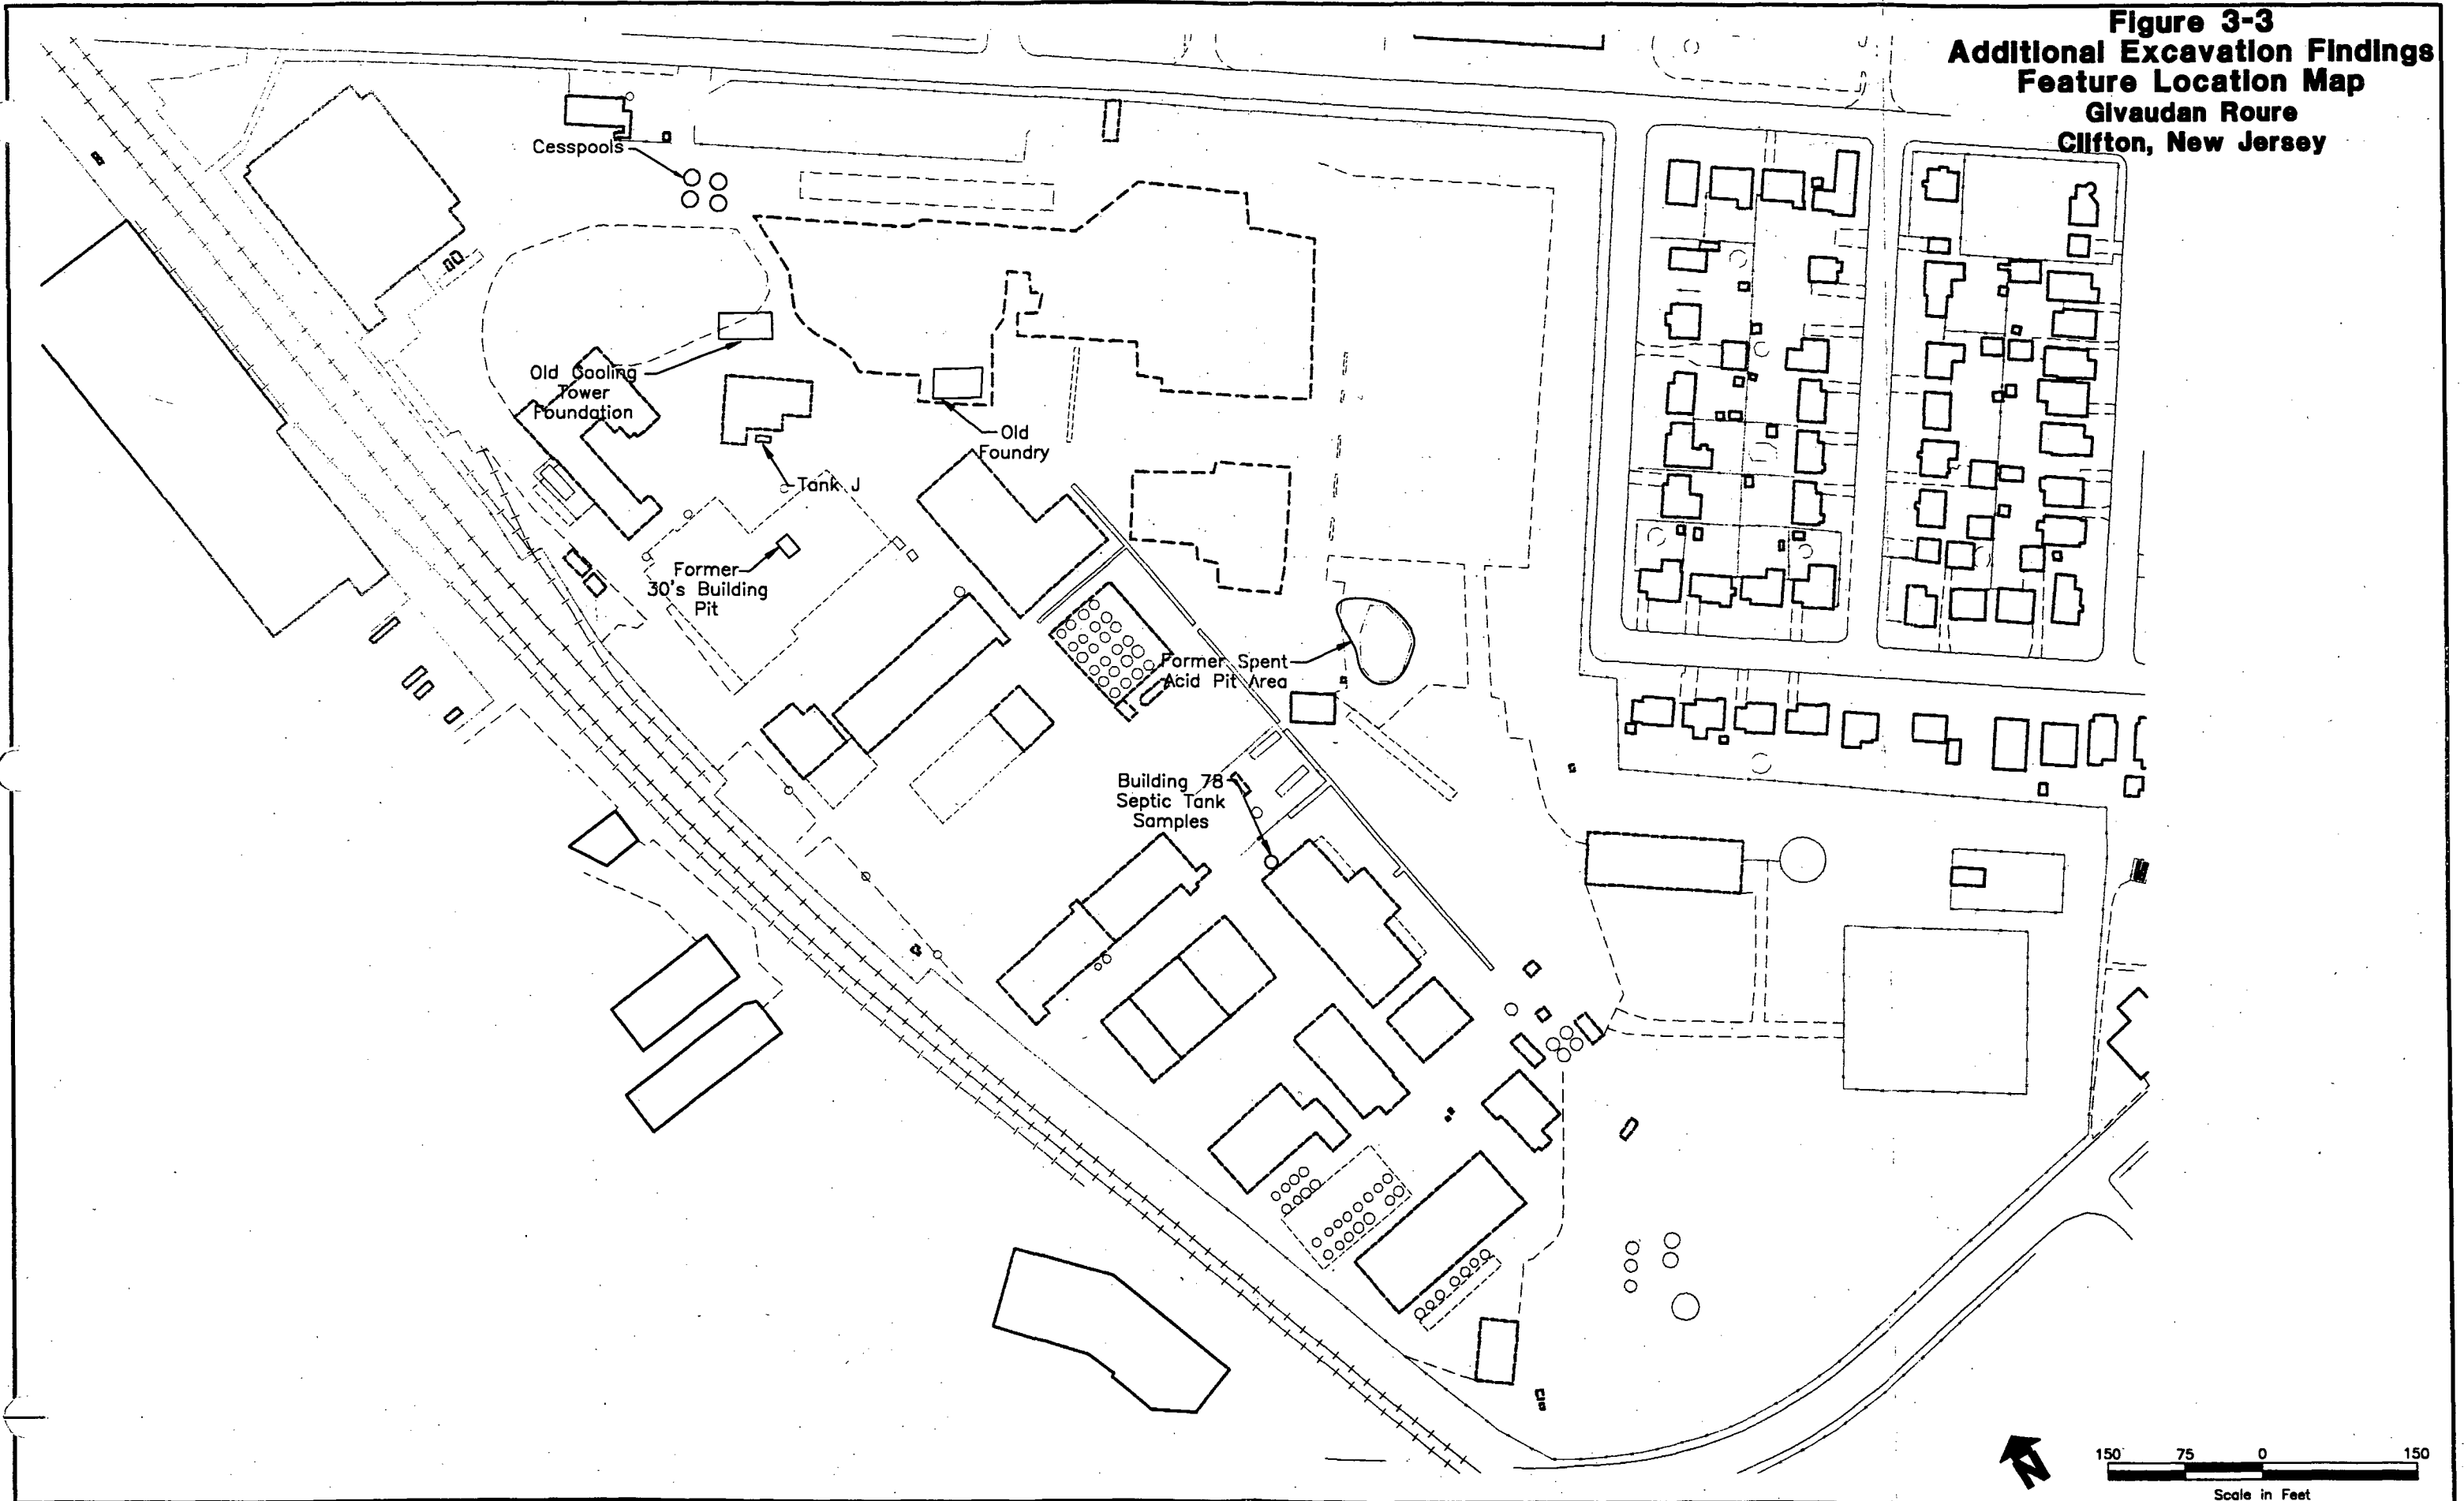 Figure 3-3
Additional Excavation Findings
Feature Location Map
Givaudan Roure
Clifton, New Jersey
Cesspools
Old Cooling
Tower
Foundation
Old
Foundry
Tank J
Former
30's Building
Pit
Former Spent
Acid Pit Area
Building 78
Septic Tank
Samples
N
150 75 0 150
Scale in Feet